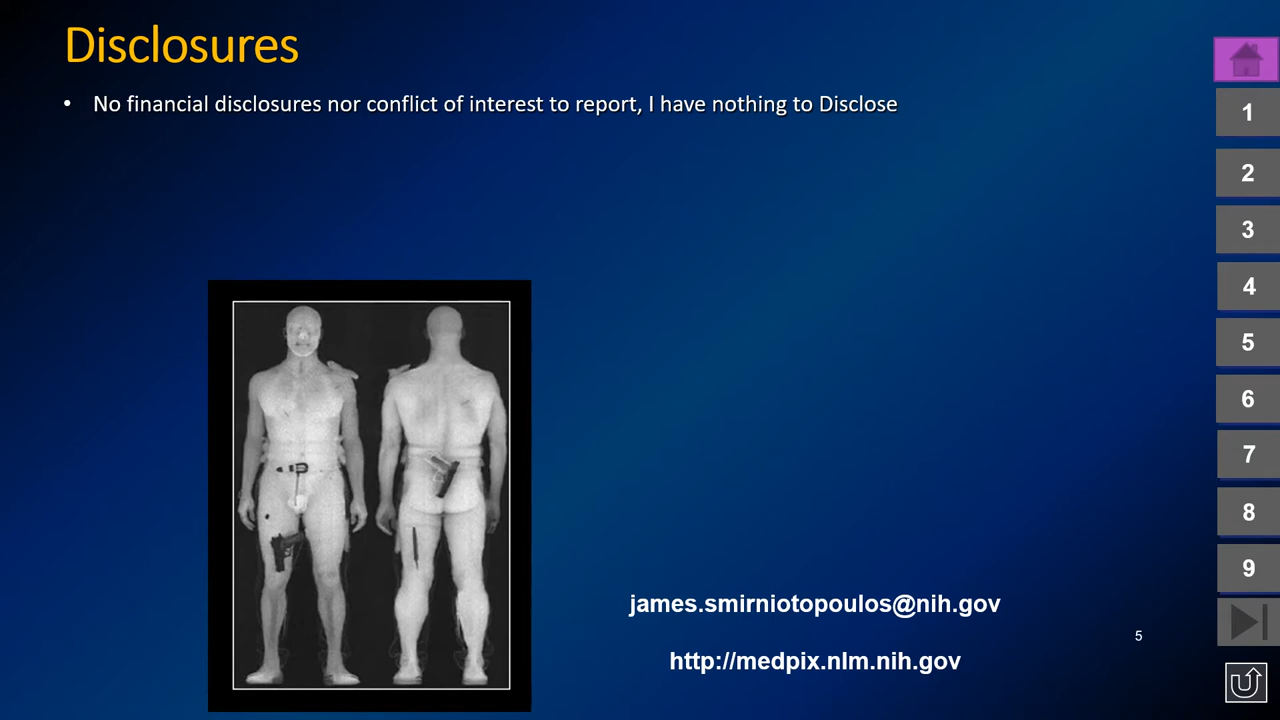 Disclosures
• No financial disclosures nor conflict of interest to report, I have nothing to Disclose
1
2
3
4
5
6
7
8
9
james.smirniotopoulos@nih.gov
5
http://medpix.nlm.nih.gov